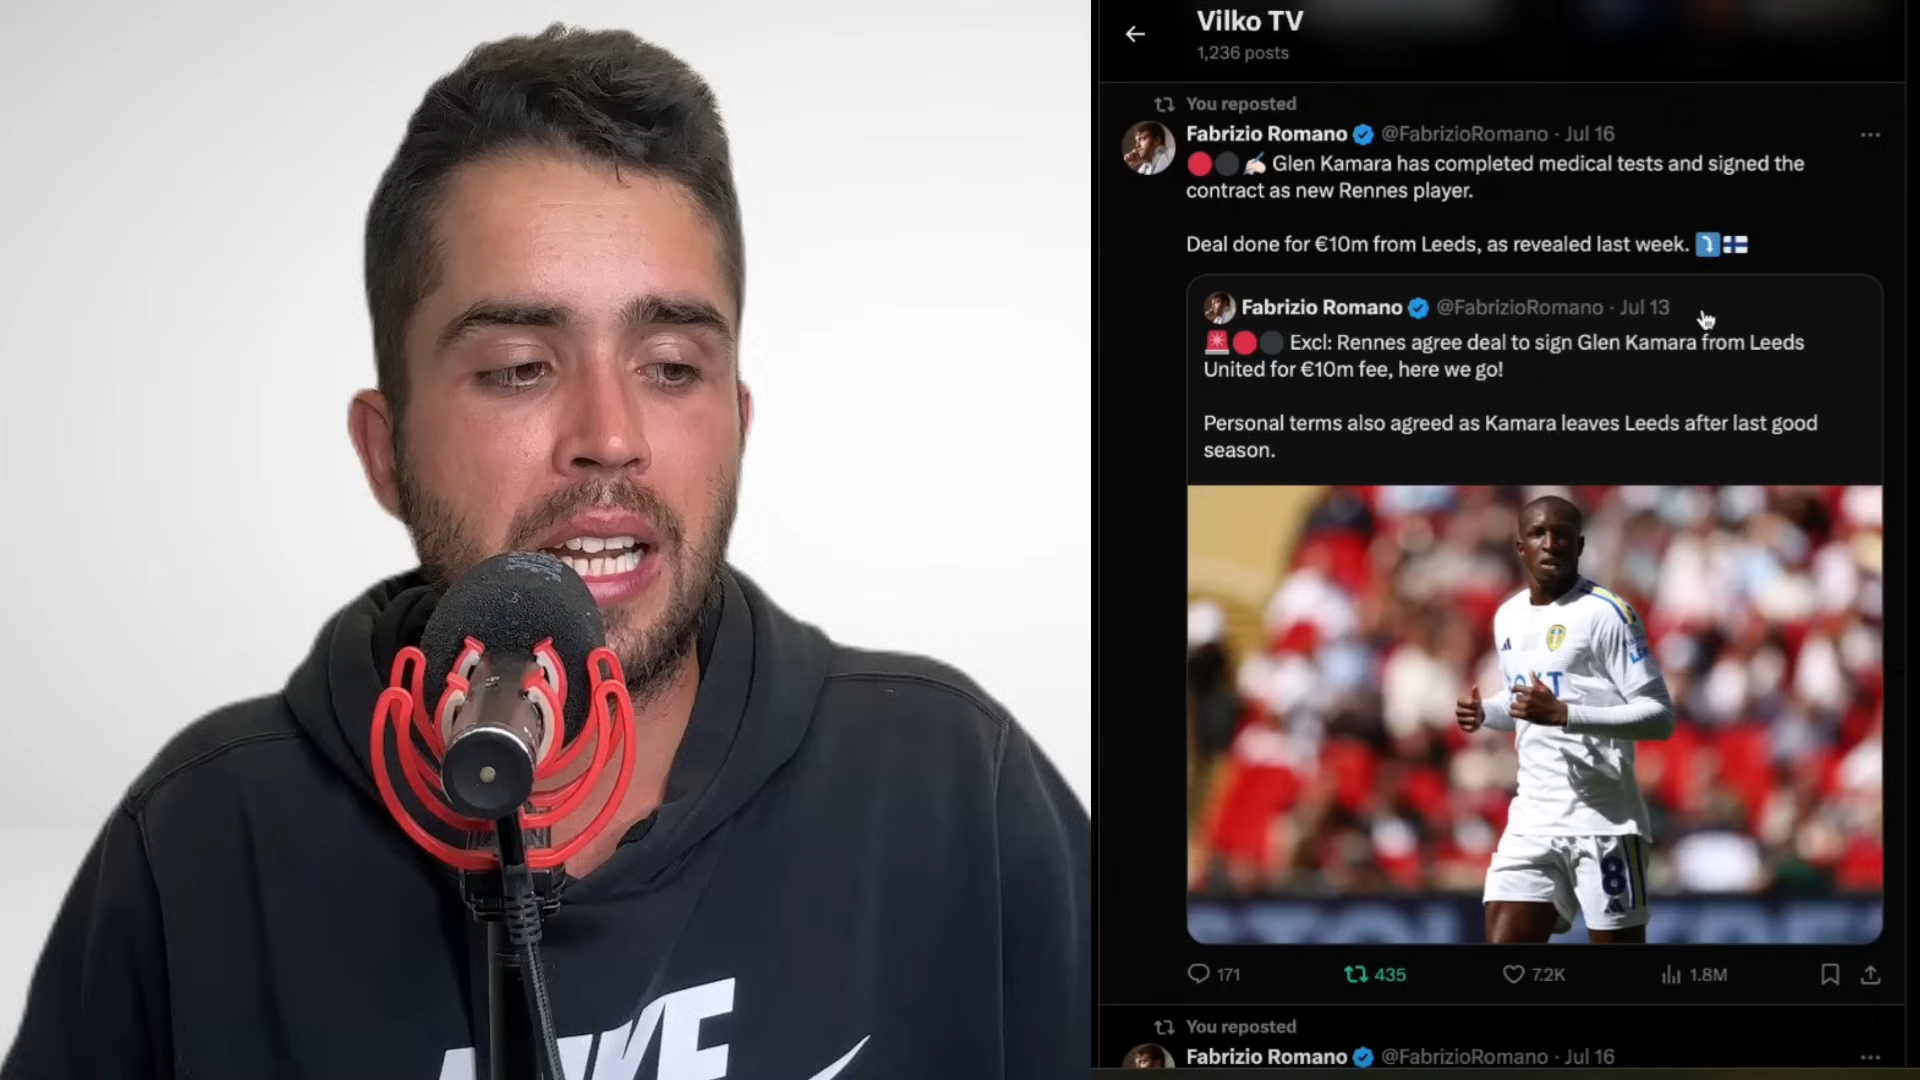 Vilko TV
1,236 posts
You reposted
Fabrizio Romano @FabrizioRomano · Jul 16
Glen Kamara has completed medical tests and signed the
contract as new Rennes player.
Deal done for €10m from Leeds, as revealed last week.
Fabrizio Romano @FabrizioRomano · Jul 13
Excl: Rennes agree deal to sign Glen Kamara from Leeds
United for €10m fee, here we go!
Personal terms also agreed as Kamara leaves Leeds after last good
season.
8
171 435 7.2K 1.8M
You reposted
Fabrizio Romano @FabrizioRomano · Jul 16